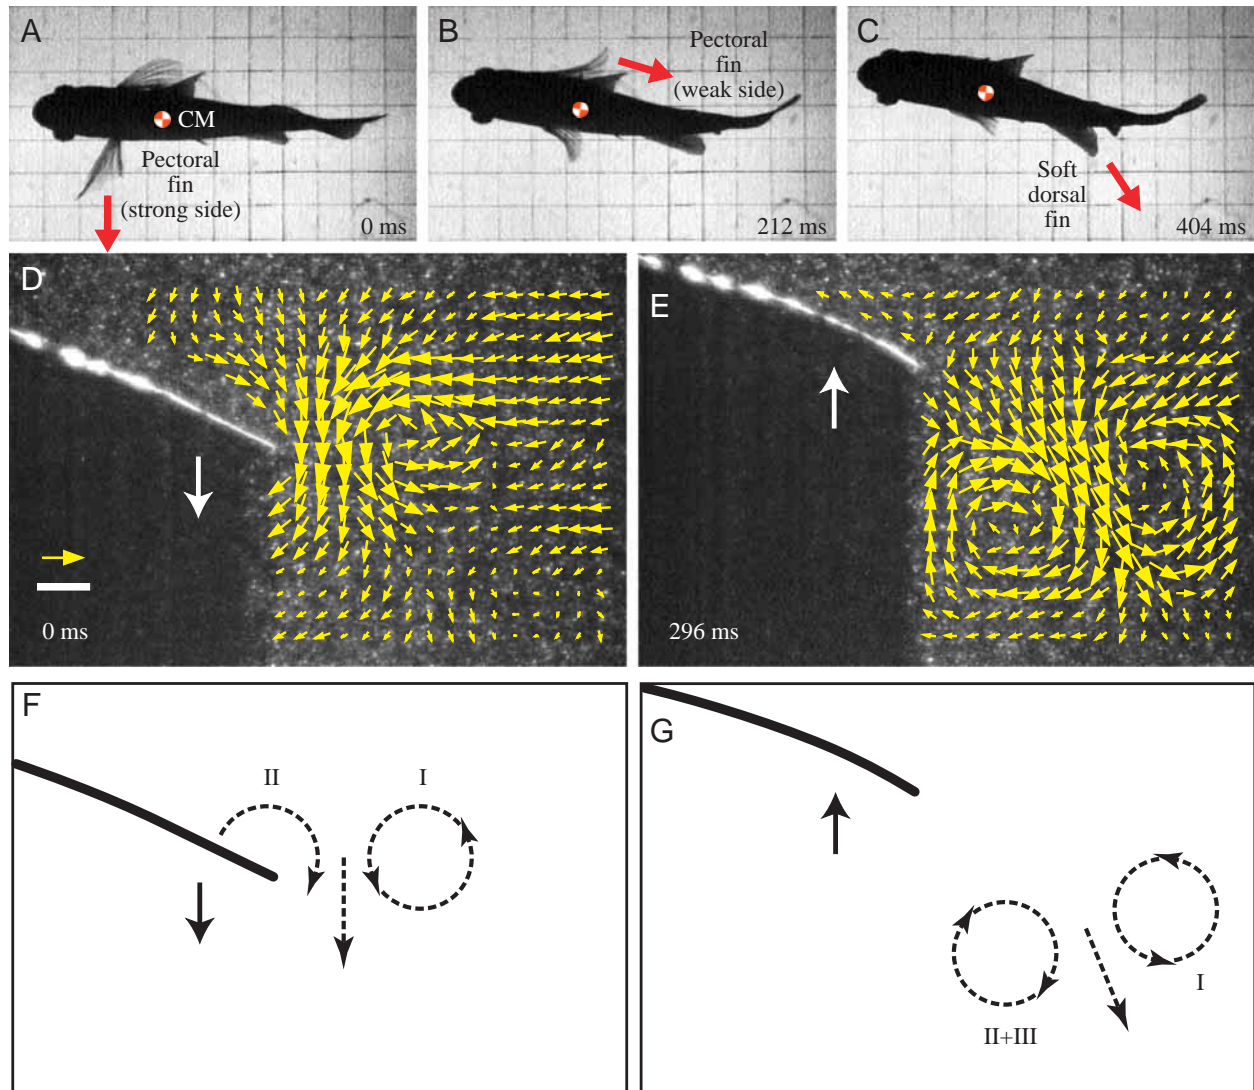 A
CM
Pectoral
fin
(strong side)
0 ms
B
Pectoral
fin
(weak side)
212 ms
C
Soft
dorsal
fin
404 ms
D
0 ms
E
296 ms
F
II
I
G
I
II+III